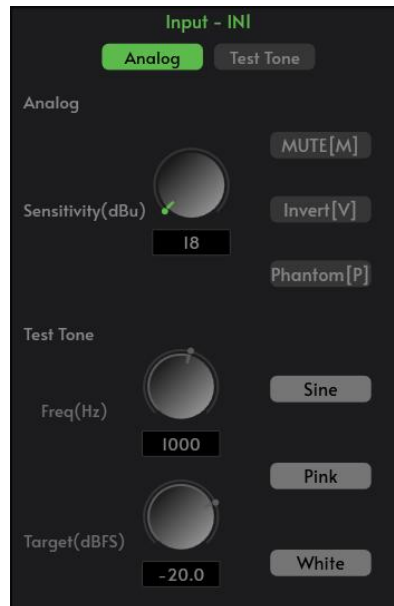 Input - IN1
Analog Test Tone
Analog
MUTE[M]
Sensitivity(dBu)
Invert[V]
18
Phantom[P]
Test Tone
Sine
Freq(Hz)
1000
Pink
Target(dBFS)
White
-20.0